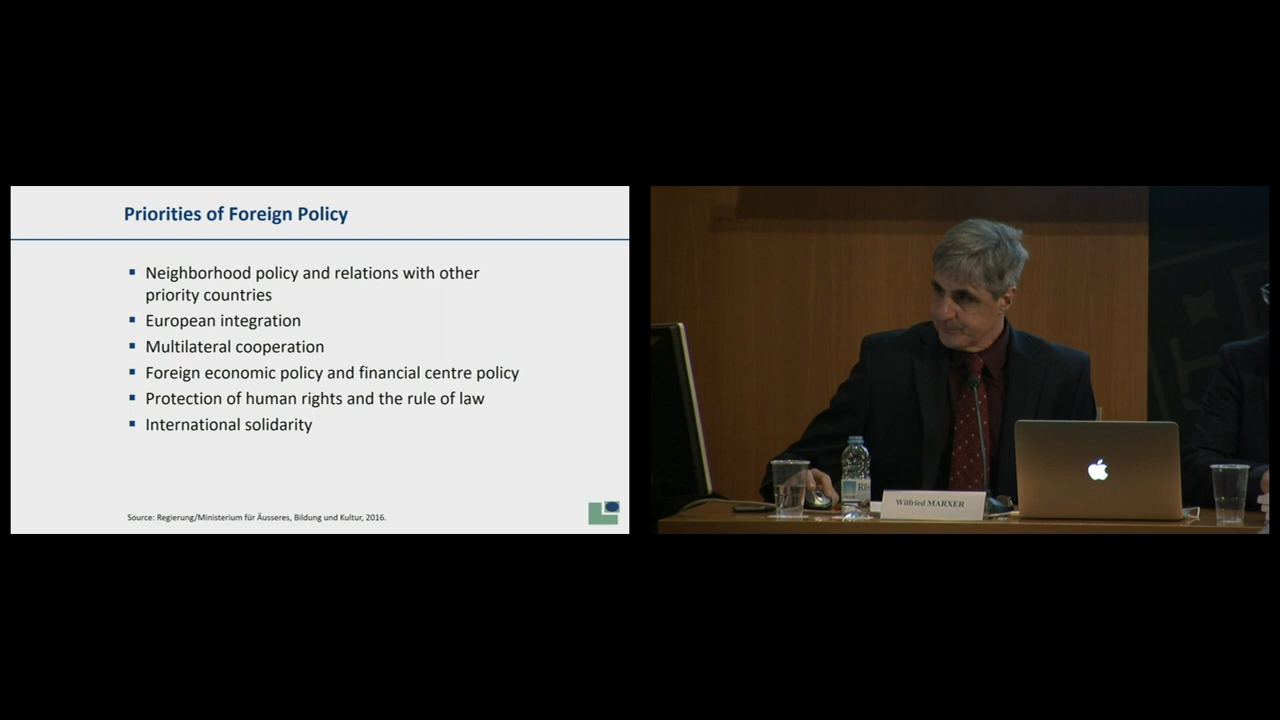 Priorities of Foreign Policy
▪ Neighborhood policy and relations with other
priority countries
▪ European integration
▪ Multilateral cooperation
▪ Foreign economic policy and financial centre policy
▪ Protection of human rights and the rule of law
▪ International solidarity
Source: Regierung/Ministerium für Äusseres, Bildung und Kultur, 2016.
Wilfried MARXER